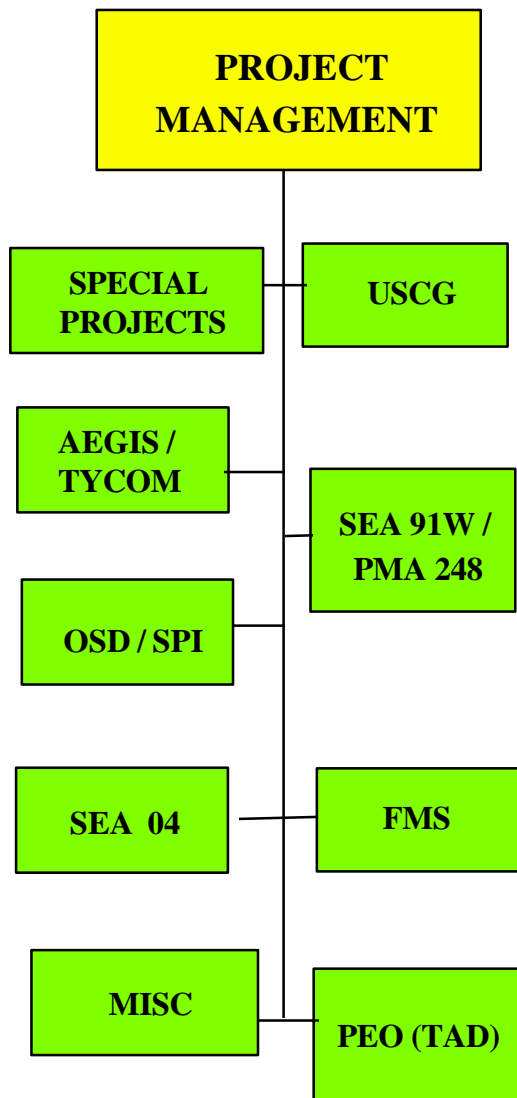 PROJECT
MANAGEMENT
SPECIAL
PROJECTS
USCG
AEGIS /
TYCOM
SEA 91W /
PMA 248
OSD / SPI
SEA 04
FMS
MISC
PEO (TAD)